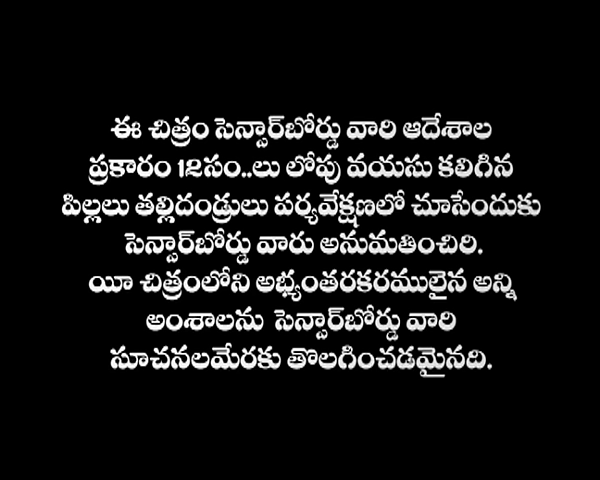 ఈ చిత్రం సెన్సార్‌బోర్డు వారి ఆదేశాల
ప్రకారం 12సం..లు లోపు వయసు కలిగిన
పిల్లలు తల్లిదండ్రులు పర్యవేక్షణలో చూసేందుకు
సెన్సార్‌బోర్డు వారు అనుమతించిరి.
యీ చిత్రంలోని అభ్యంతరకరములైన అన్ని
అంశాలను సెన్సార్‌బోర్డు వారి
సూచనలమేరకు తొలగించడమైనది.